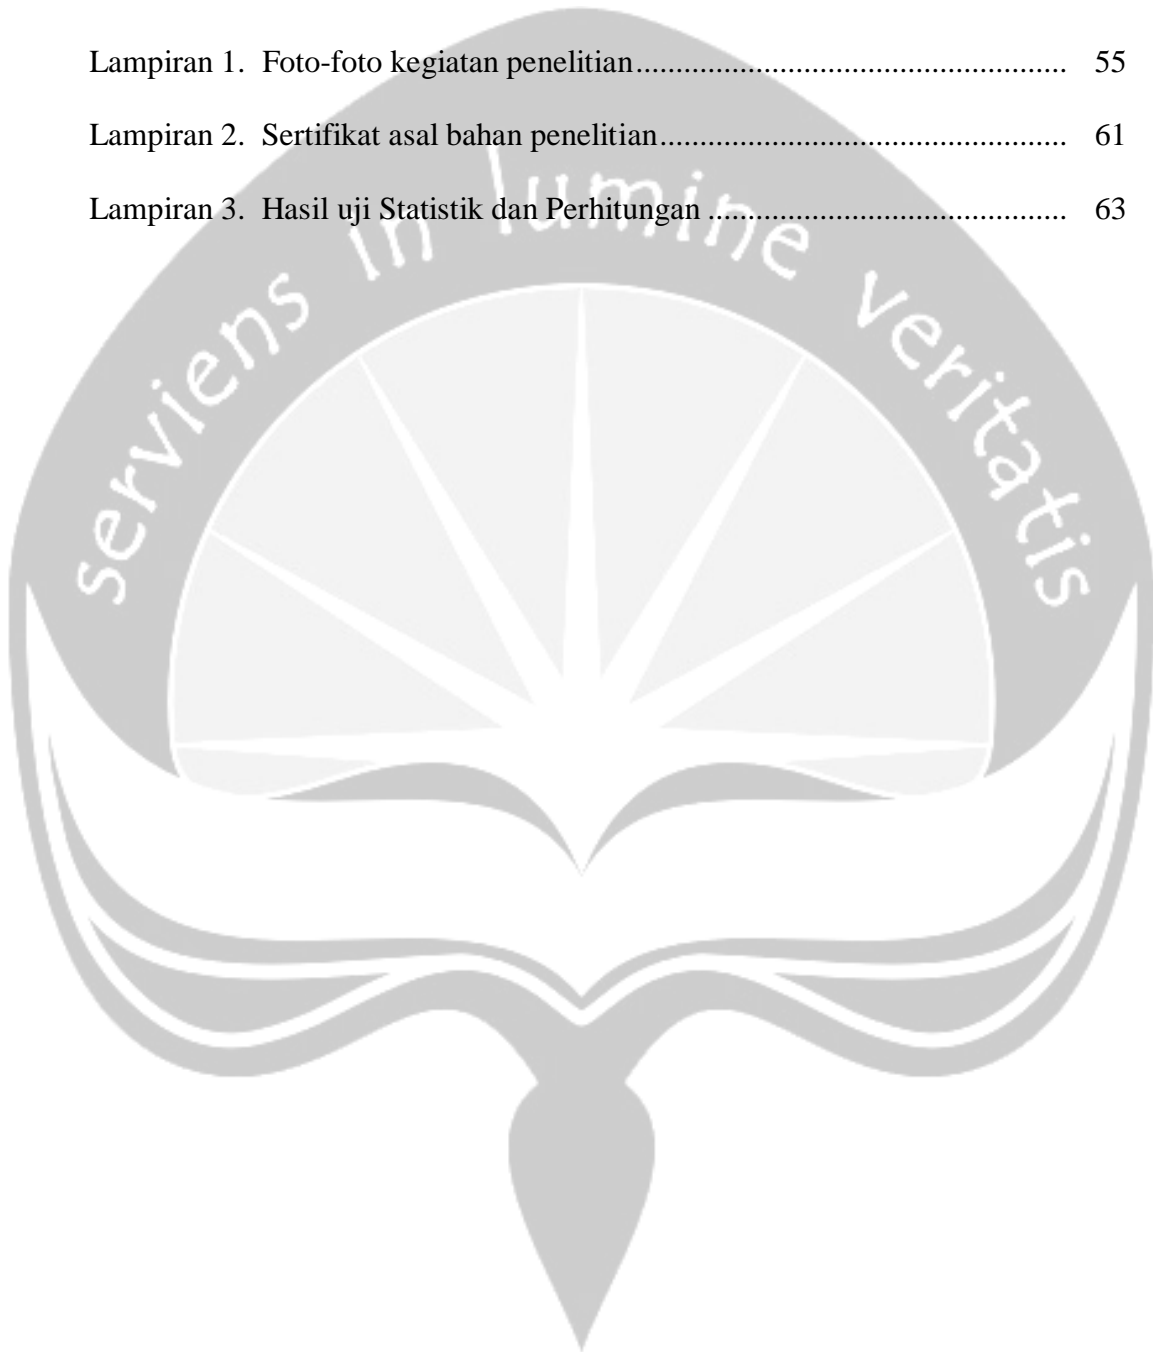 Lampiran 1. Foto-foto kegiatan penelitian...................................................... 55
Lampiran 2. Sertifikat asal bahan penelitian................................................... 61
Lampiran 3. Hasil uji Statistik dan Perhitungan ............................................. 63
serviens in lumine veritatis